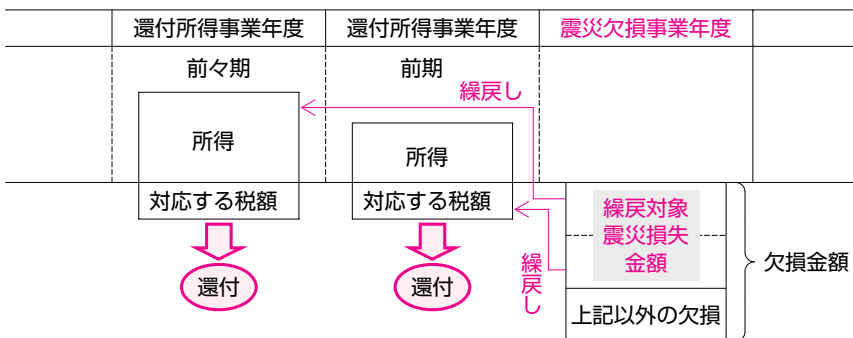 還付所得事業年度
還付所得事業年度
震災欠損事業年度
前々期
前期
繰戻し
所得
所得
対応する税額
対応する税額
繰戻対象
震災損失
金額
繰戻し
欠損金額
還付
還付
上記以外の欠損